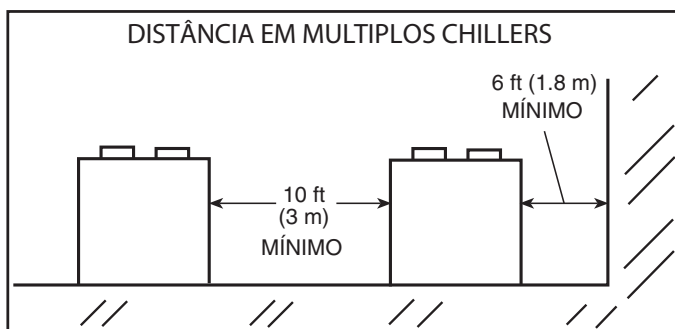 DISTÂNCIA EM MULTIPLOS CHILLERS
6 ft (1.8 m)
MÍNIMO
10 ft
(3 m)
MÍNIMO